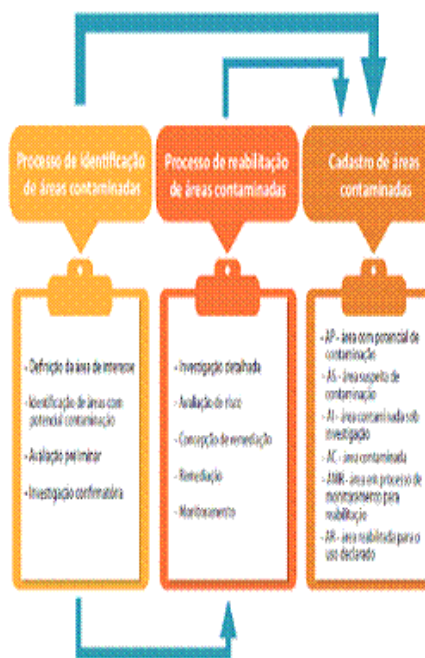 Processo de identificação
de áreas contaminadas
Processo de reabilitação
de áreas contaminadas
Cadastro de áreas
contaminadas
- Definição da área de interesse
- Identificação de áreas com
potencial contaminação
- Avaliação preliminar
- Investigação confirmatória
- Investigação detalhada
- Avaliação de risco
- Concepção de remediação
- Remediação
- Monitoramento
- AP - área com potencial de
contaminação
- AS - área suspeita de
contaminação
- AI - área contaminada sob
investigação
- AC - área contaminada
- AMR - área em processo de
monitoramento para
reabilitação
- AR - área reabilitada para o
uso declarado